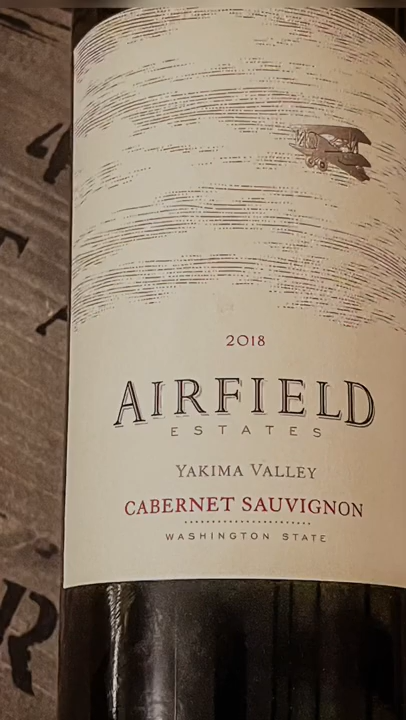 2018
AIRFIELD
ESTATES
YAKIMA VALLEY
CABERNET SAUVIGNON
WASHINGTON STATE